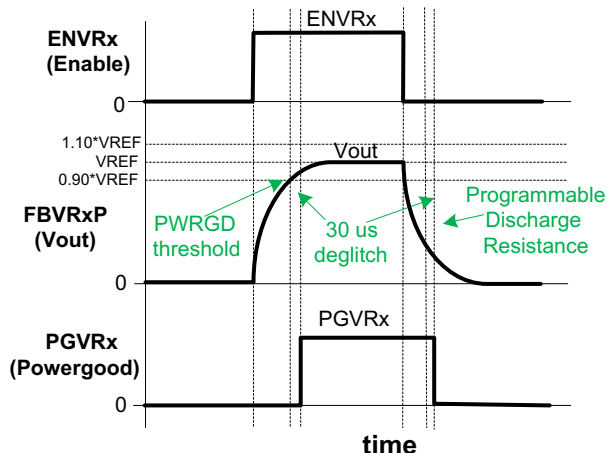 ENVRx
(Enable)
ENVRx
0
1.10*VREF
VREF
0.90*VREF
Vout
FBVRxP
(Vout)
PWRGD
threshold
30 us
deglitch
Programmable
Discharge
Resistance
0
PGVRx
(Powergood)
PGVRx
0
time